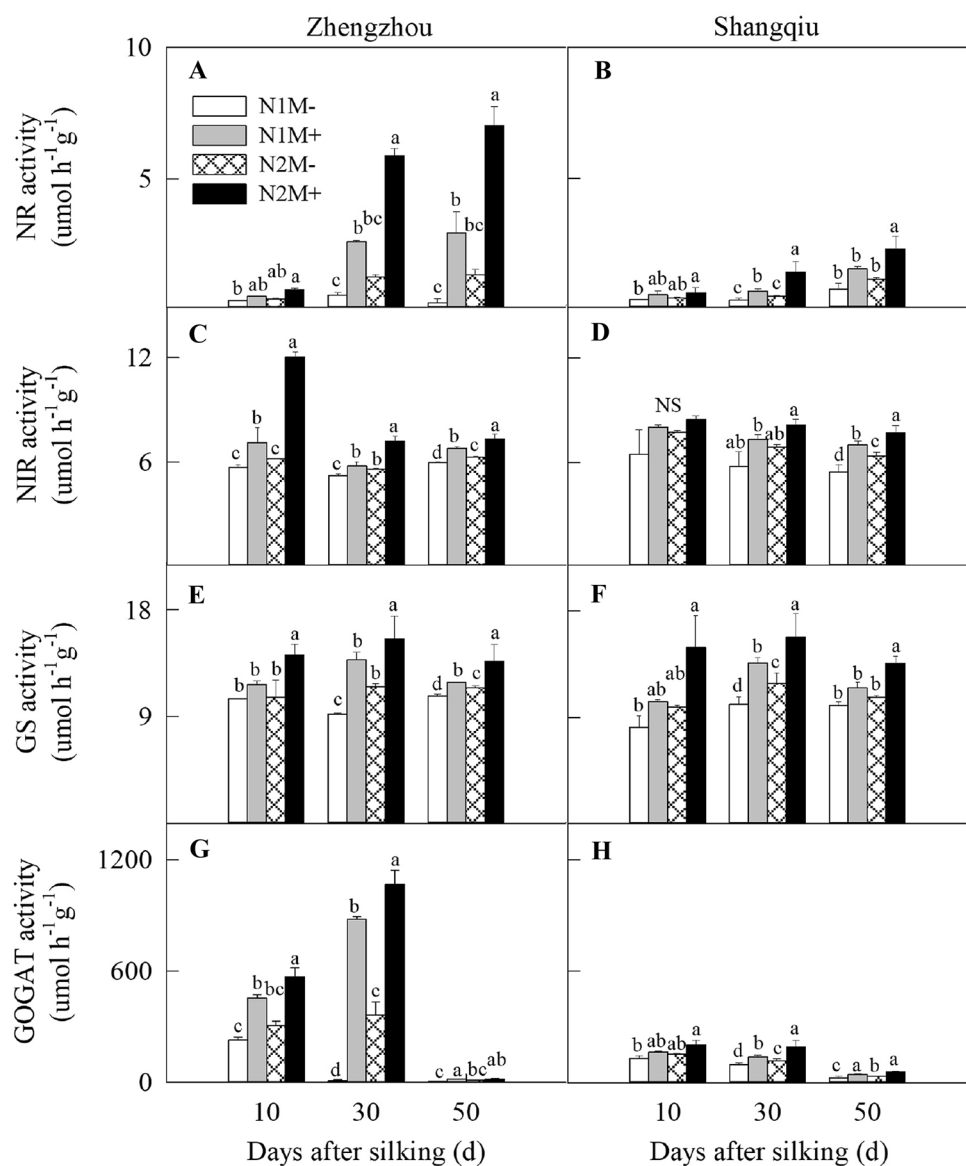 Zhengzhou Shangqiu
NR activity
(umol h-1g-1)
10
5
A
N1M-
N1M+
N2M-
N2M+
b ab ab a
c b bc a
c b bc a
B
b ab ab a
c b c a
b b b a
NIR activity
(umol h-1g-1)
12
6
C
c b c a
c b b a
c b c a
D
NS
ab b ab a
d b c a
GS activity
(umol h-1g-1)
18
9
E
b b b a
c b b a
b b c a
F
b ab ab a
d b c a
b b b a
GOGAT activity
(umol h-1g-1)
1200
600
0
G
c b bc a
d b c a
c a bc ab
H
b ab ab a
d b c a
c a b a
10 30 50 10 30 50
Days after silking (d) Days after silking (d)